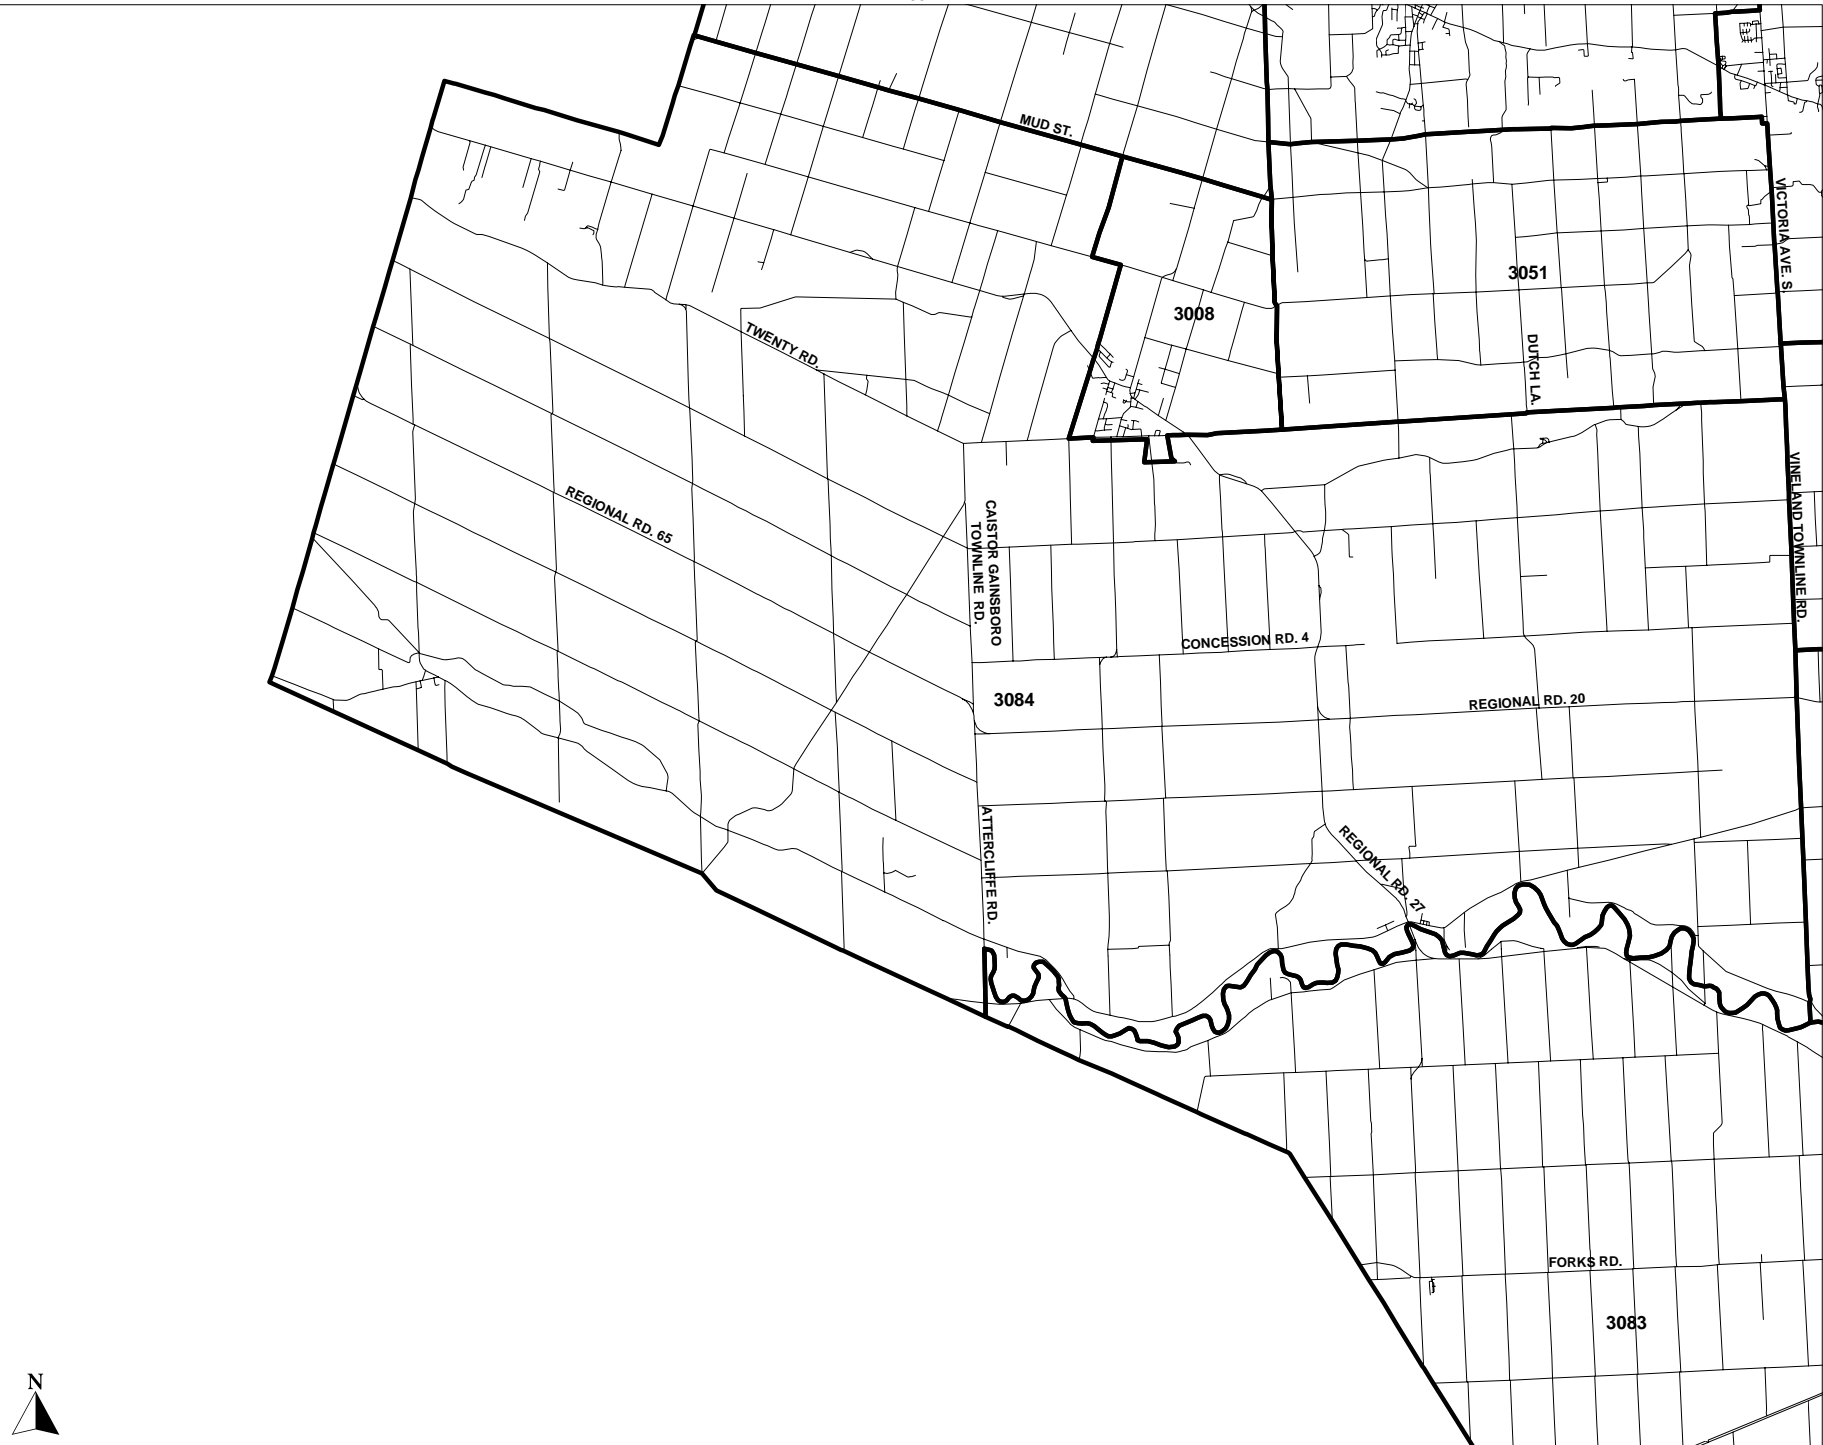 MUD ST.
VICTORIA AVE. S.
3051
3008
TWENTY RD.
DUTCH LA.
REGIONAL RD. 65
CAISTOR GAINSBORO
TOWNLINE RD.
VINELAND TOWNLINE RD.
CONCESSION RD. 4
3084
REGIONAL RD. 20
ATTERCLIFFE RD.
REGIONAL RD. 27
FORKS RD.
3083
N